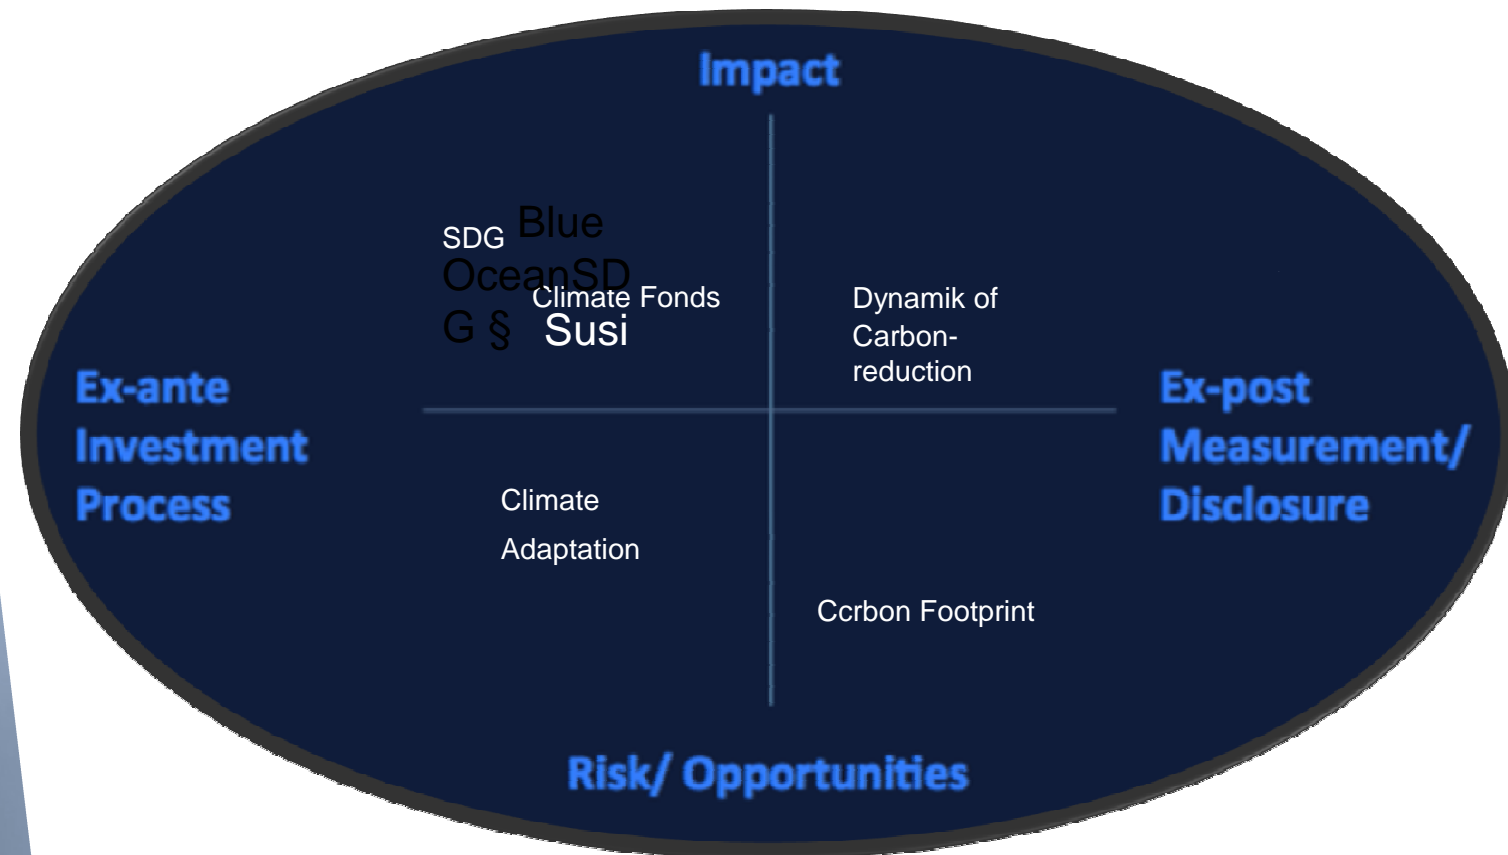 Impact
SDG Blue
OceanSD
Climate Fonds
G § Susi
Dynamik of
Carbon-
reduction
Ex-ante
Investment
Process
Ex-post
Measurement/
Disclosure
Climate
Adaptation
Ccrbon Footprint
Risk/ Opportunities